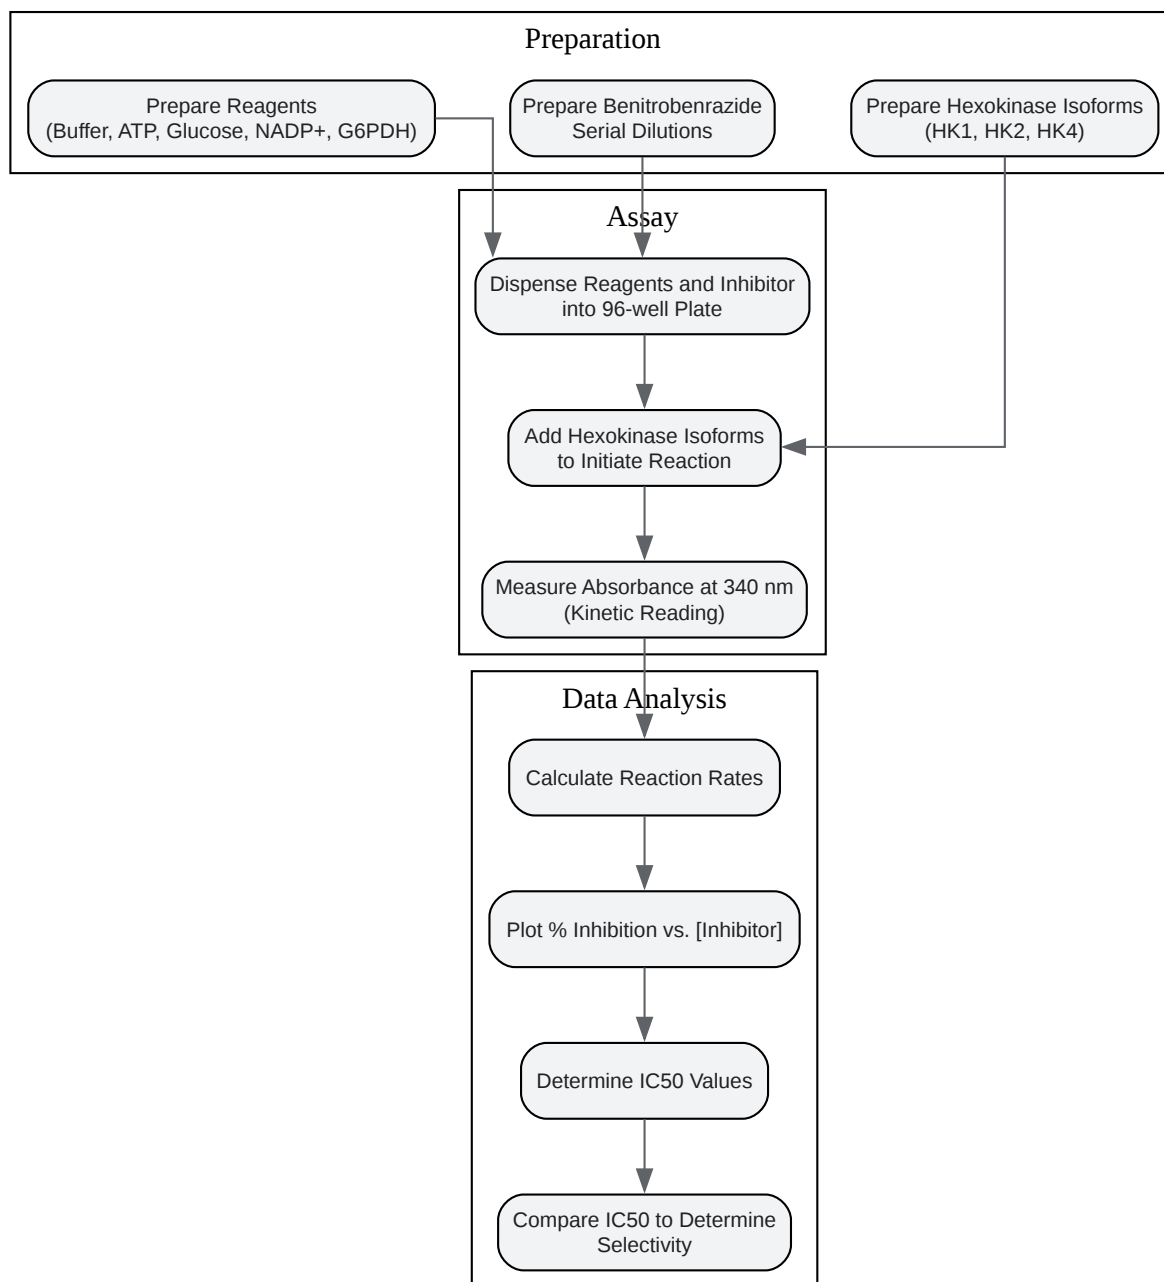 Preparation
Prepare Reagents
(Buffer, ATP, Glucose, NADP+, G6PDH)
Prepare Benitrobenrazide
Serial Dilutions
Prepare Hexokinase Isoforms
(HK1, HK2, HK4)
Assay
Dispense Reagents and Inhibitor
into 96-well Plate
Add Hexokinase Isoforms
to Initiate Reaction
Measure Absorbance at 340 nm
(Kinetic Reading)
Data Analysis
Calculate Reaction Rates
Plot % Inhibition vs. [Inhibitor]
Determine IC50 Values
Compare IC50 to Determine
Selectivity